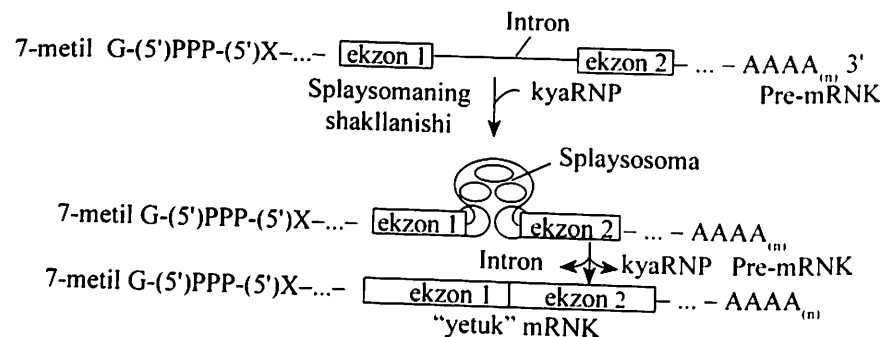 Intron
7-metil G-(5')PPP-(5')X–...– ekzon 1 ekzon 2 – ... – AAAA(n) 3'
Pre-mRNK
Splaysomaning kyaRNP
shakllanishi
Splaysosoma
7-metil G-(5')PPP-(5')X–...– ekzon 1 ekzon 2 – ... – AAAA(n)
Intron kyaRNP Pre-mRNK
7-metil G-(5')PPP-(5')X–...– ekzon 1 ekzon 2 – ... – AAAA(n)
“yetuk” mRNK